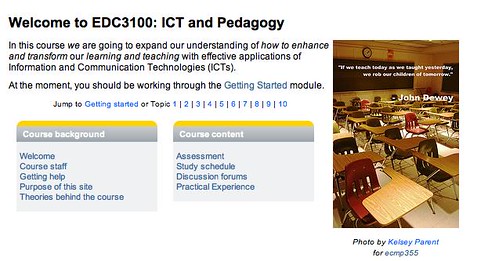 Welcome to EDC3100: ICT and Pedagogy
In this course we are going to expand our understanding of how to enhance
and transform our learning and teaching with effective applications of
Information and Communication Technologies (ICTs).
At the moment, you should be working through the Getting Started module.
Jump to Getting started or Topic 1 | 2 | 3 | 4 | 5 | 6 | 7 | 8 | 9 | 10
Course background
Welcome
Course staff
Getting help
Purpose of this site
Theories behind the course
Course content
Assessment
Study schedule
Discussion forums
Practical Experience
"If we teach today as we taught yesterday,
we rob our children of tomorrow."
- John Dewey
Photo by Kelsey Parent
for ecmp355